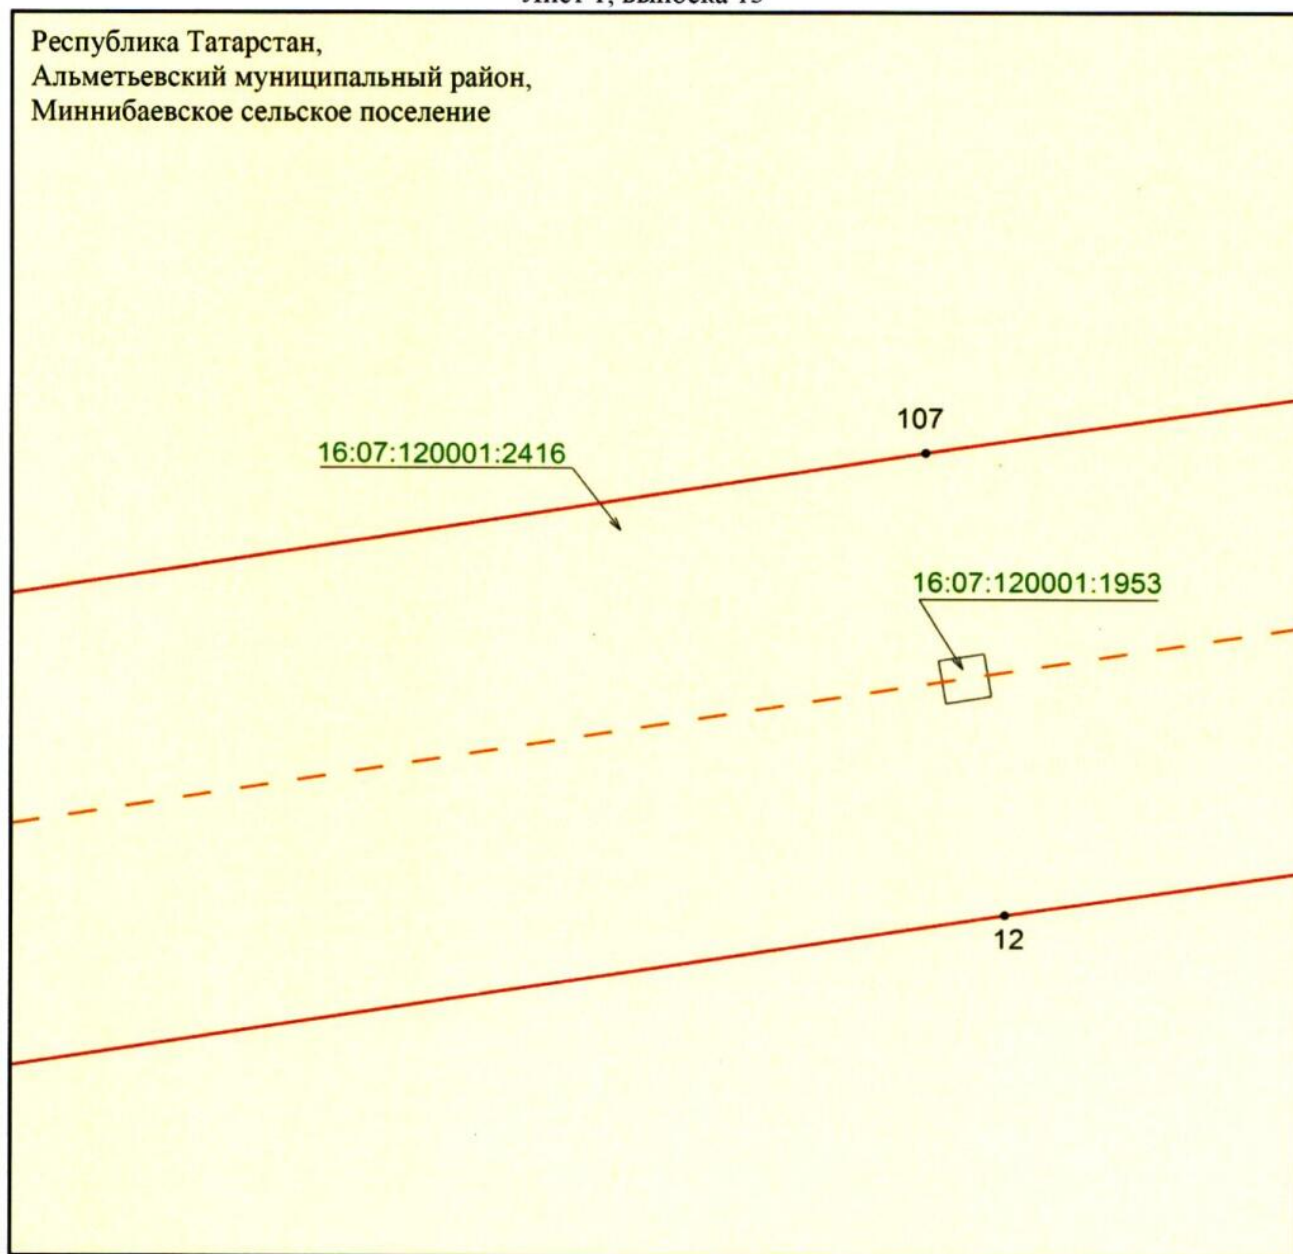 Республика Татарстан,
Альметьевский муниципальный район,
Миннибаевское сельское поселение
107
16:07:120001:2416
16:07:120001:1953
12